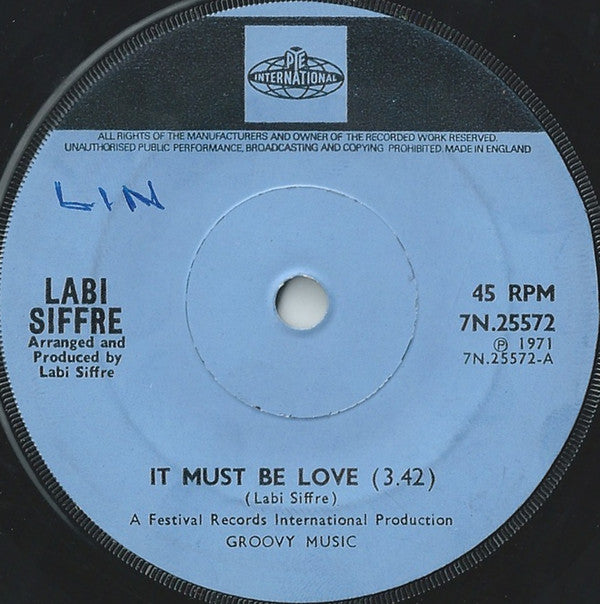 PYE
INTERNATIONAL
ALL RIGHTS OF THE MANUFACTURERS AND OWNER OF THE RECORDED WORK RESERVED.
UNAUTHORISED PUBLIC PERFORMANCE, BROADCASTING AND COPYING PROHIBITED. MADE IN ENGLAND
LIN
LABI
SIFFRE
Arranged and
Produced by
Labi Siffre
45 RPM
7N.25572
℗ 1971
7N.25572-A
IT MUST BE LOVE (3.42)
(Labi Siffre)
A Festival Records International Production
GROOVY MUSIC